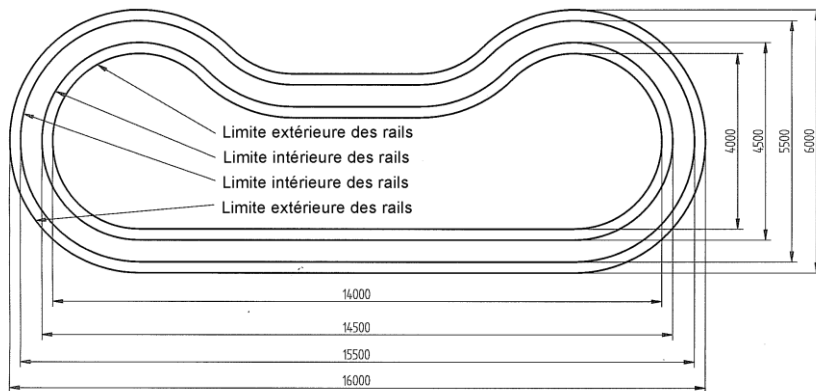 Limite extérieure des rails
Limite intérieure des rails
Limite intérieure des rails
Limite extérieure des rails
4000
4500
5500
6000
14000
14500
15500
16000